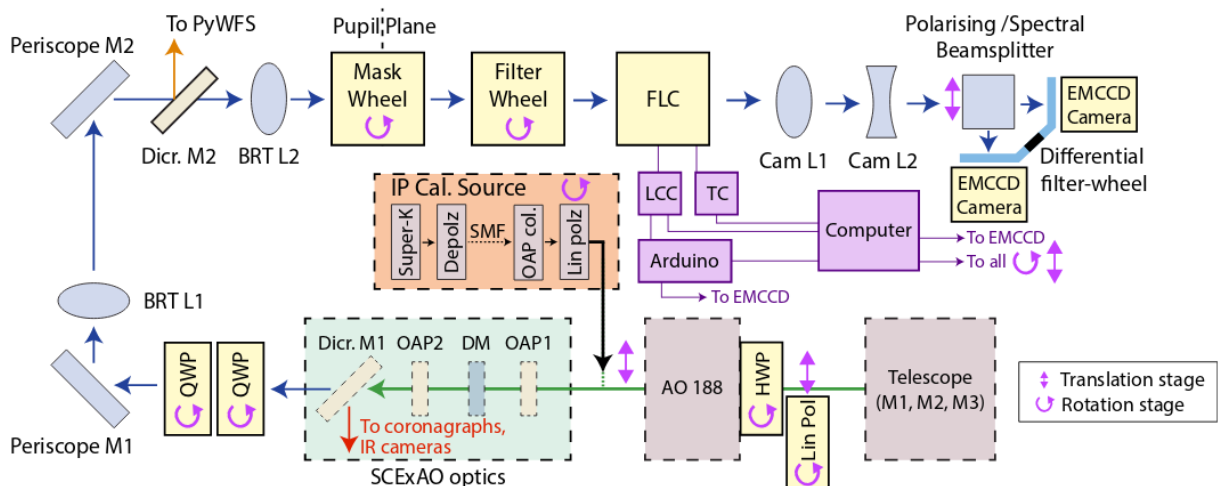 Periscope M2
To PyWFS
Pupil Plane
Polarising /Spectral
Beamsplitter
Mask
Wheel
Filter
Wheel
FLC
EMCCD
Camera
Dicr. M2
BRT L2
Cam L1
Cam L2
Differential
filter-wheel
EMCCD
Camera
IP Cal. Source
Super-K
Depolz
SMF
OAP col.
Lin polz
LCC
TC
Computer
Arduino
To EMCCD
To all
To EMCCD
BRT L1
Dicr. M1
OAP2
DM
OAP1
QWP
QWP
AO 188
HWP
Lin Pol
Telescope
(M1, M2, M3)
Translation stage
Rotation stage
Periscope M1
To coronagraphs,
IR cameras
SCExAO optics